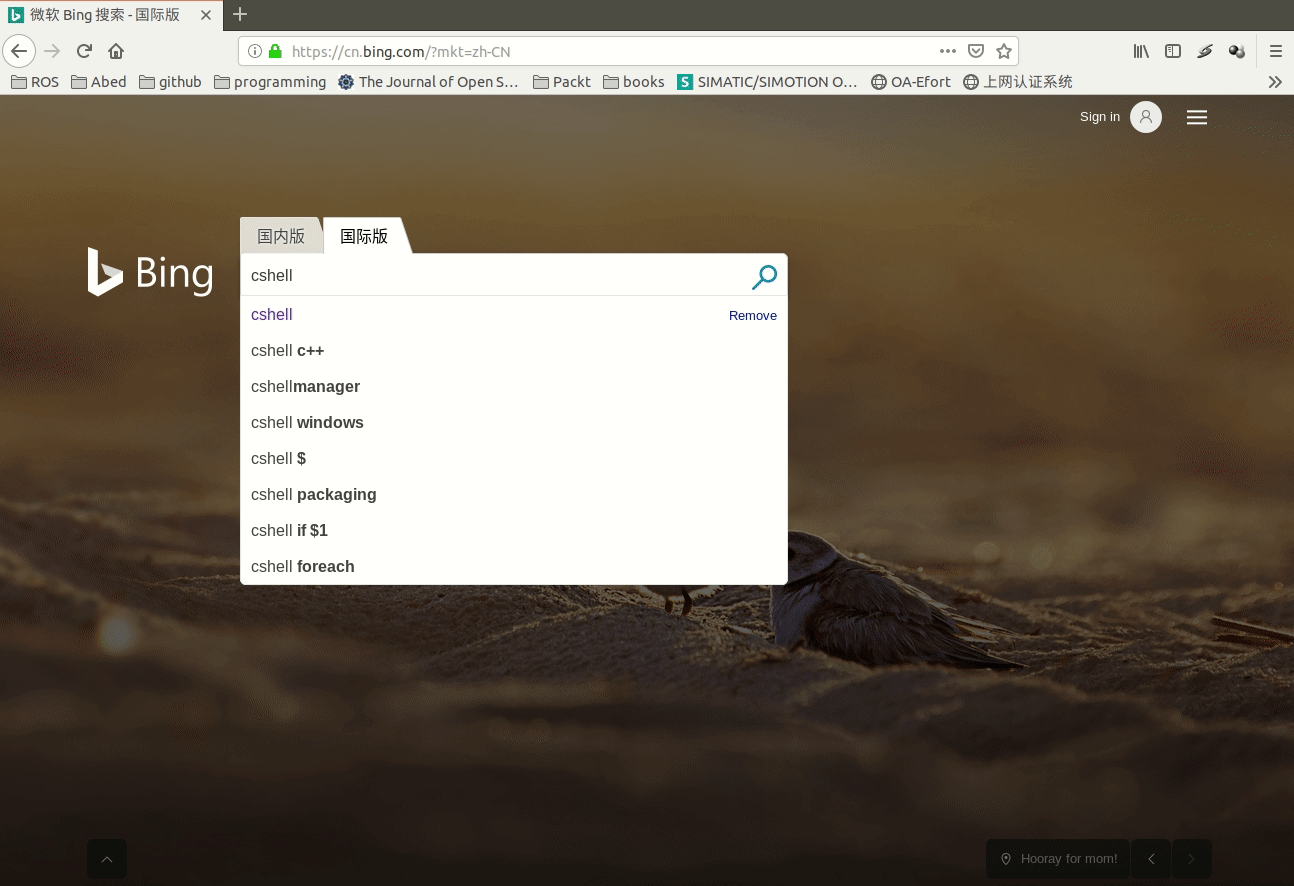 微软 Bing 搜索 - 国际版
https://cn.bing.com/?mkt=zh-CN
ROS Abed github programming The Journal of Open S… Packt books SIMATIC/SIMOTION O… OA-Efort 上网认证系统
Sign in
国内版 国际版
Bing
cshell
cshell Remove
cshell c++
cshellmanager
cshell windows
cshell $
cshell packaging
cshell if $1
cshell foreach
Hooray for mom!